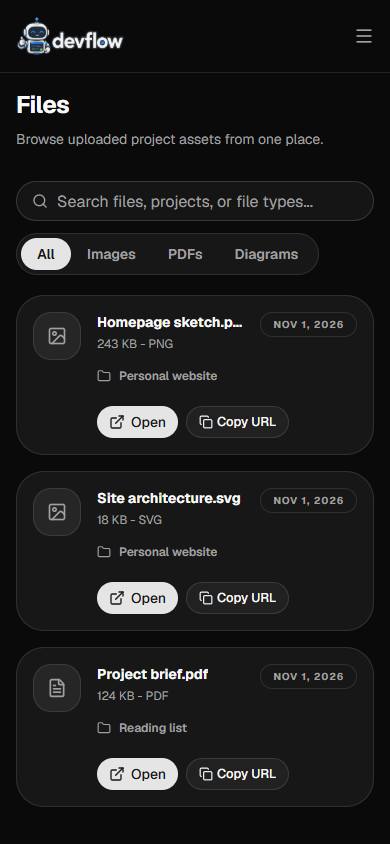 devflow
Files
Browse uploaded project assets from one place.
Search files, projects, or file types...
All Images PDFs Diagrams
Homepage sketch.p... NOV 1, 2026
243 KB - PNG
Personal website
Open Copy URL
Site architecture.svg NOV 1, 2026
18 KB - SVG
Personal website
Open Copy URL
Project brief.pdf NOV 1, 2026
124 KB - PDF
Reading list
Open Copy URL